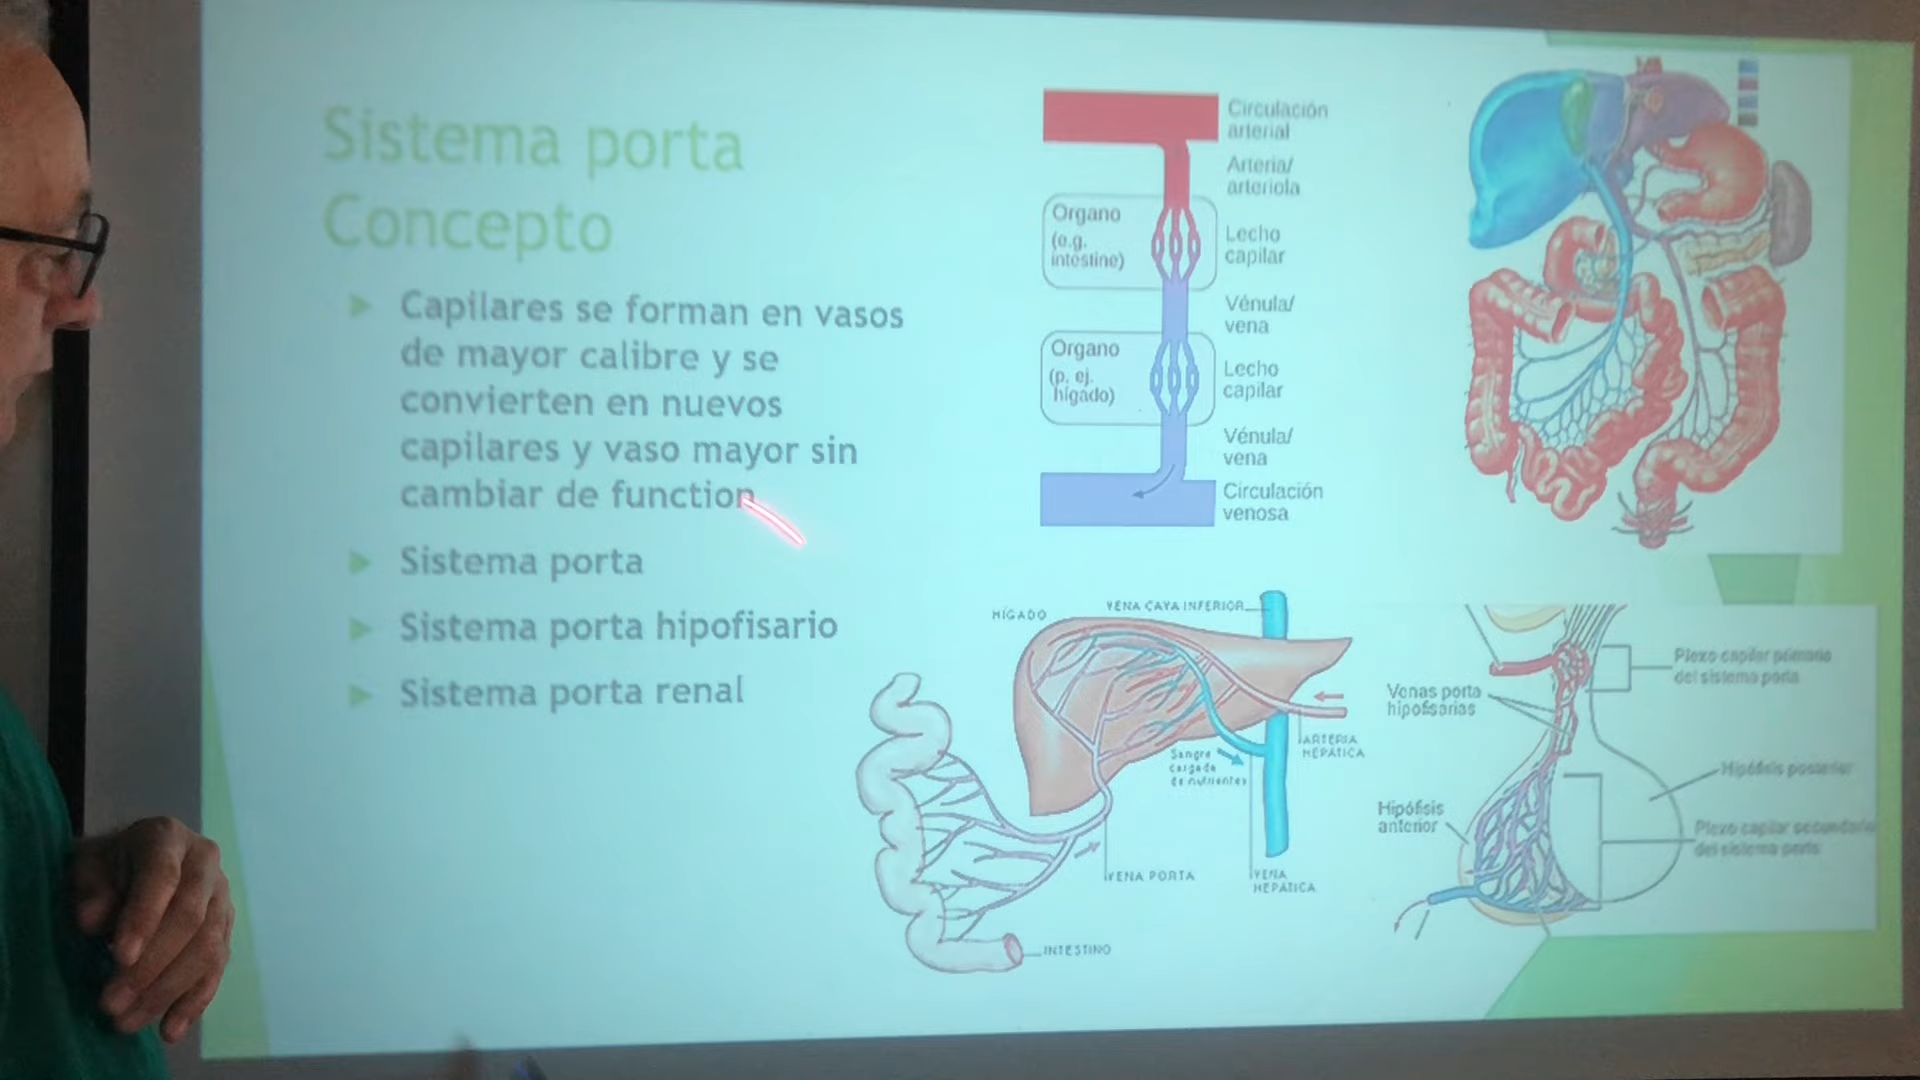 Sistema porta
Concepto
Capilares se forman en vasos
de mayor calibre y se
convierten en nuevos
capilares y vaso mayor sin
cambiar de function
Sistema porta
Sistema porta hipofisario
Sistema porta renal
Circulación
arterial
Arteria/
arteriola
Organo
(e.g.
intestine)
Lecho
capilar
Vénula/
vena
Organo
(p. ej.
hígado)
Lecho
capilar
Vénula/
vena
Circulación
venosa
HÍGADO
VENA CAVA INFERIOR
ARTERIA
HEPÁTICA
Sangre
cargada
de nutrientes
VENA PORTA
VENA
HEPÁTICA
INTESTINO
Plexo capilar primario
del sistema porta
Venas porta
hipofisarias
Hipófisis posterior
Hipófisis
anterior
Plexo capilar secundario
del sistema porta